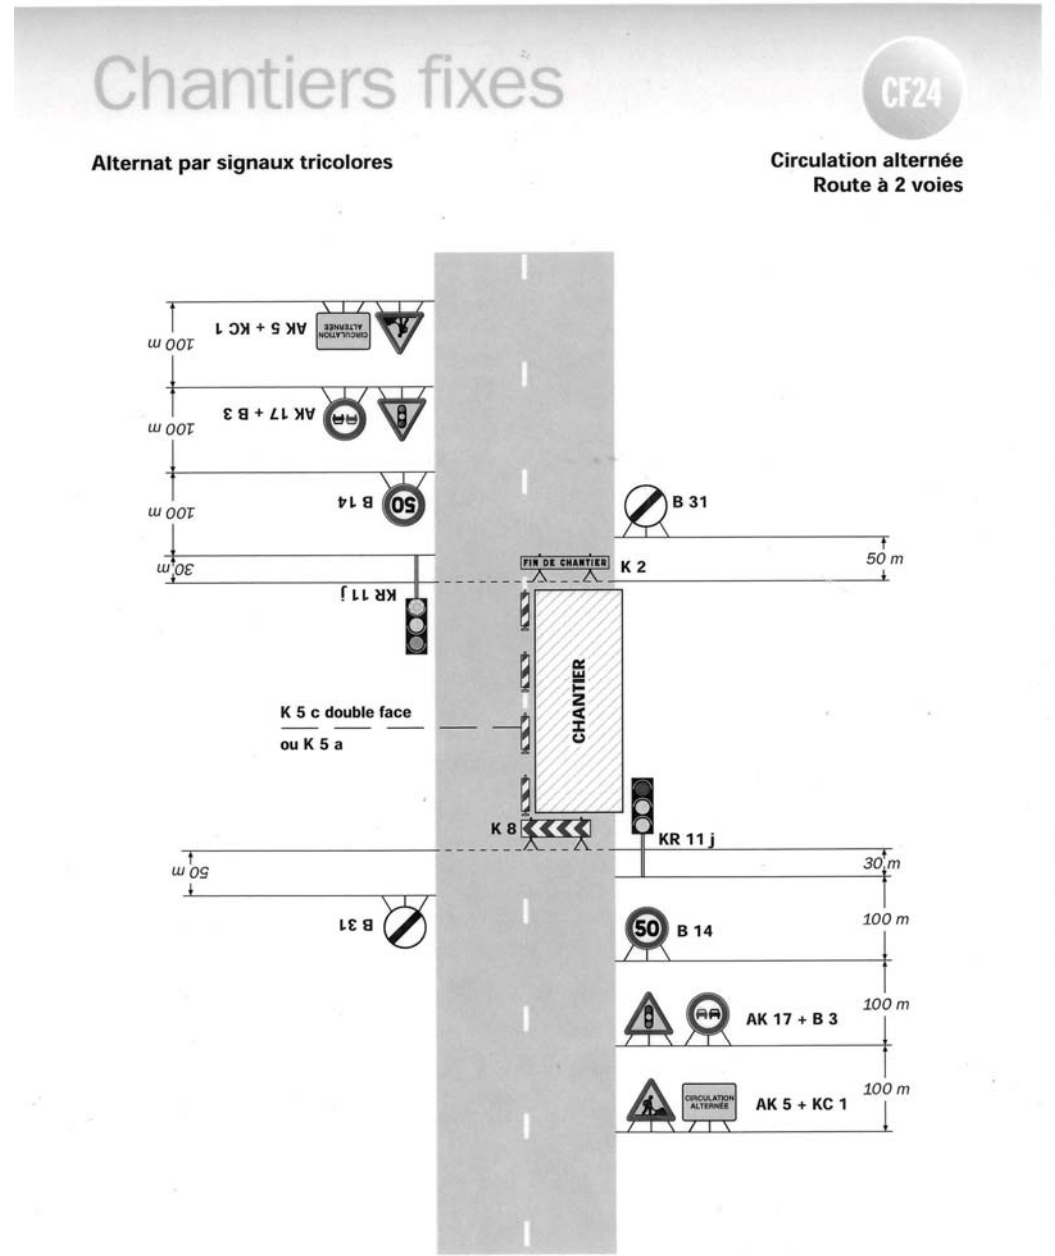 Chantiers fixes
CF24
Alternat par signaux tricolores
Circulation alternée
Route à 2 voies
AK 5 + KC 1
CIRCULATION
ALTERNÉE
100 m
AK 17 + B 3
100 m
B 14
50
100 m
B 31
30 m
FIN DE CHANTIER
K 2
50 m
KR 11 j
CHANTIER
K 5 c double face
ou K 5 a
K 8
KR 11 j
30 m
50 m
B 31
50
B 14
100 m
AK 17 + B 3
100 m
CIRCULATION
ALTERNÉE
AK 5 + KC 1
100 m